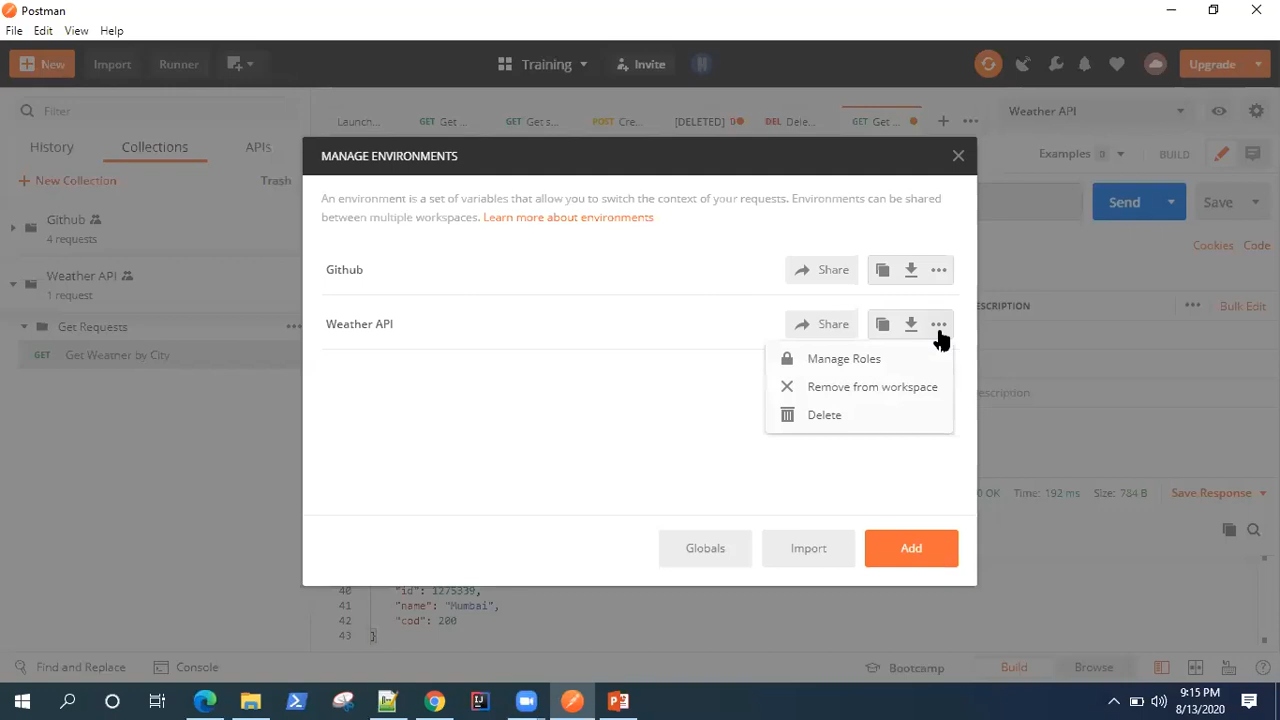 Postman
File Edit View Help
New Import Runner Training Invite Upgrade
Filter
History Collections APIs
New Collection Trash
Github
4 requests
Weather API
1 request
Get Requests
GET Get Weather by City
Launch... GET Get ... GET Get s... POST Cre... [DELETED] D DEL Dele... GET Get ...
Weather API
Examples 0 BUILD
Send Save
Cookies Code
Bulk Edit
MANAGE ENVIRONMENTS
An environment is a set of variables that allow you to switch the context of your requests. Environments can be shared
between multiple workspaces. Learn more about environments
Github Share
Weather API Share
Manage Roles
Remove from workspace
Delete
Globals Import Add
Time: 192 ms Size: 784 B Save Response
40 "id": 1275339,
41 "name": "Mumbai",
42 "cod": 200
43 }
Find and Replace Console Bootcamp Build Browse
9:15 PM
8/13/2020